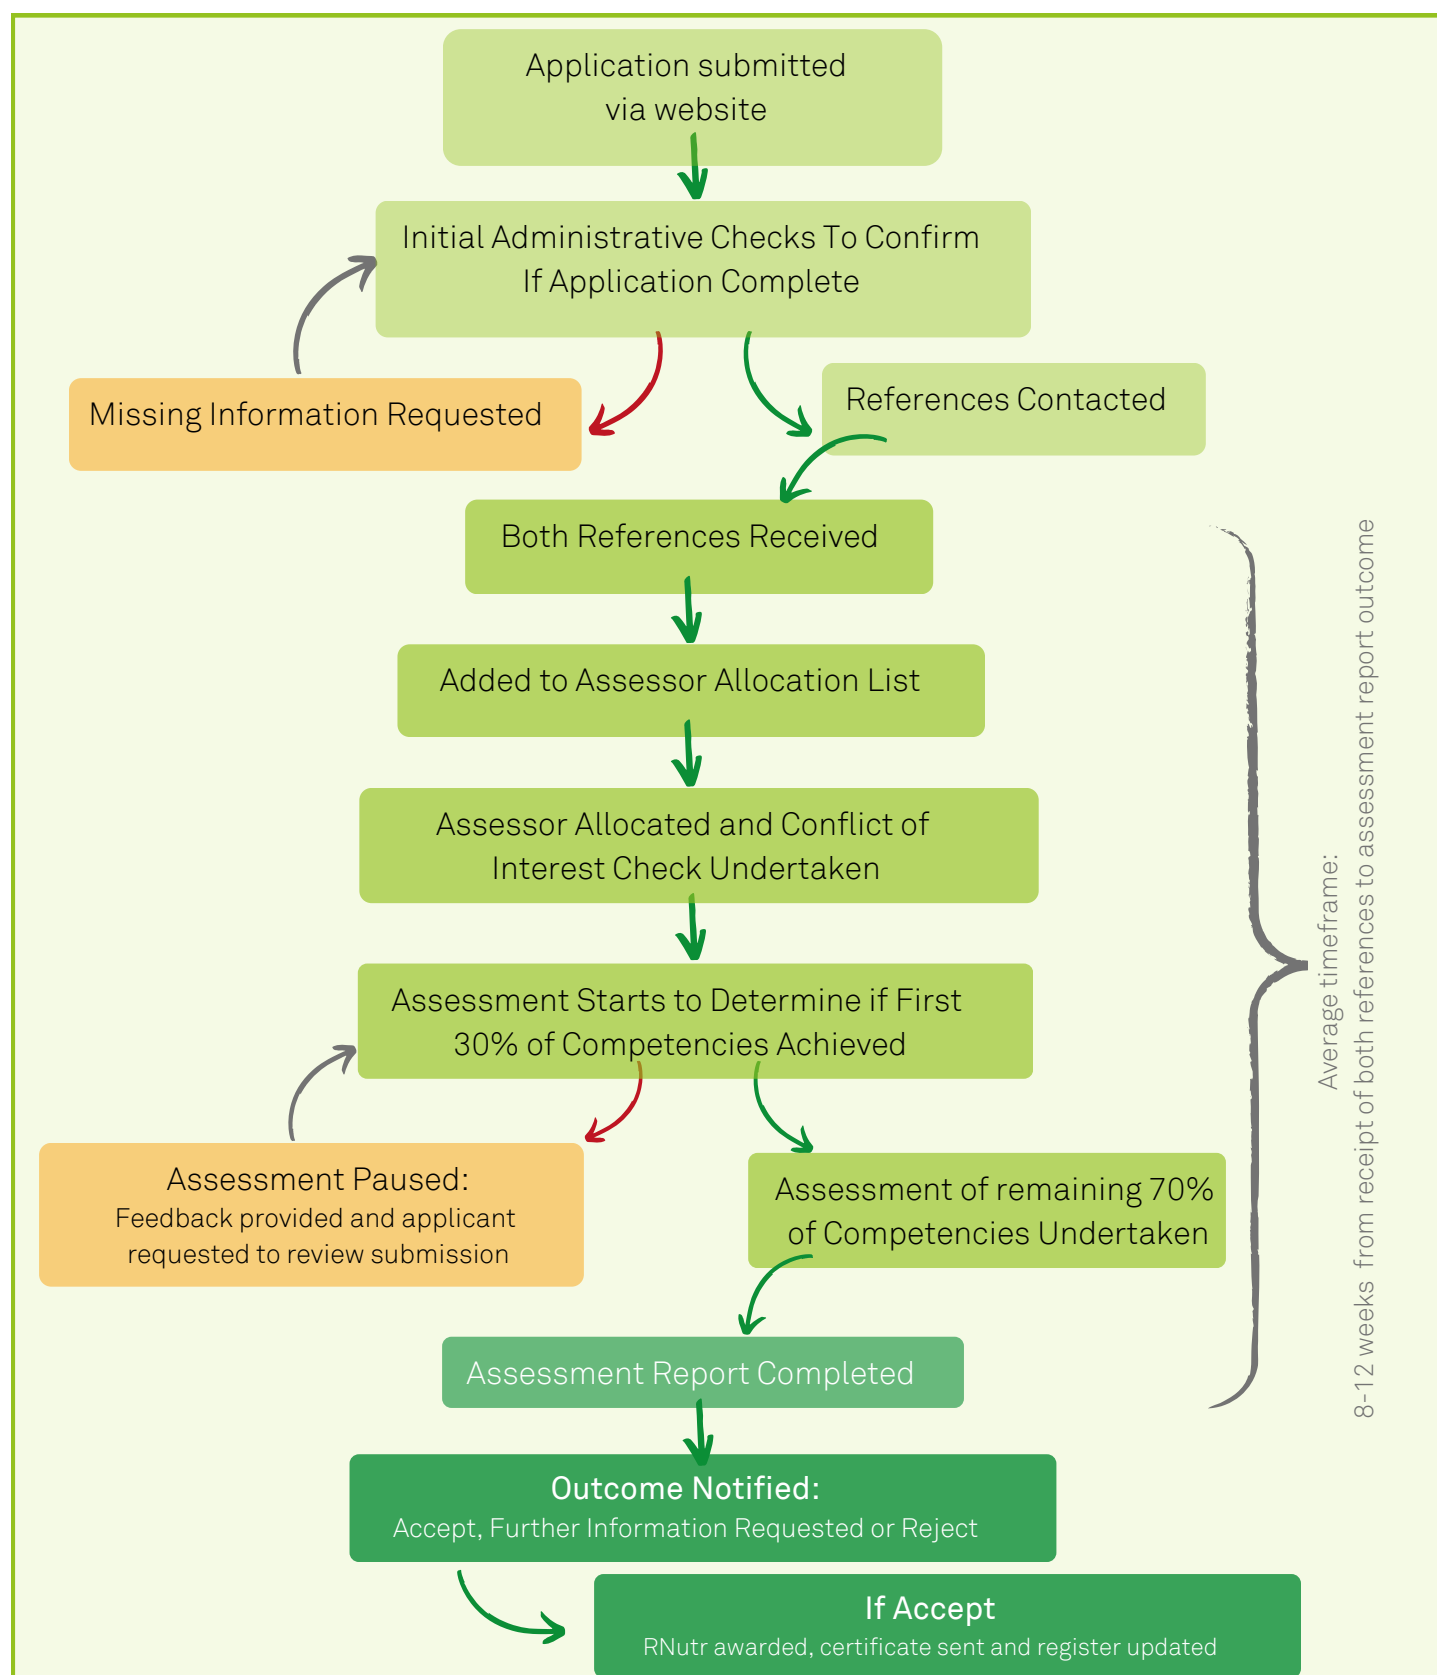 Application submitted
via website
Initial Administrative Checks To Confirm
If Application Complete
Missing Information Requested
References Contacted
Both References Received
Added to Assessor Allocation List
Assessor Allocated and Conflict of
Interest Check Undertaken
Assessment Starts to Determine if First
30% of Competencies Achieved
Assessment Paused:
Feedback provided and applicant
requested to review submission
Assessment of remaining 70%
of Competencies Undertaken
Assessment Report Completed
Average timeframe:
8-12 weeks from receipt of both references to assessment report outcome
Outcome Notified:
Accept, Further Information Requested or Reject
If Accept
RNutr awarded, certificate sent and register updated